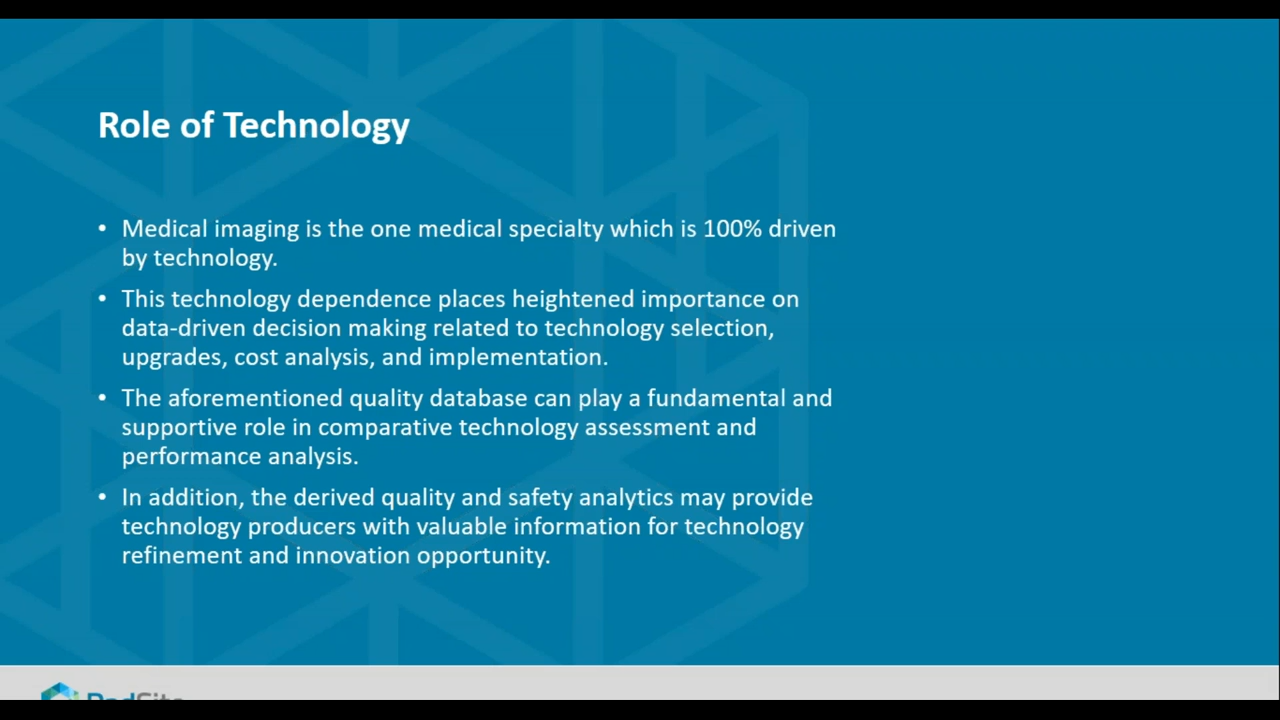 Role of Technology
• Medical imaging is the one medical specialty which is 100% driven
by technology.
• This technology dependence places heightened importance on
data-driven decision making related to technology selection,
upgrades, cost analysis, and implementation.
• The aforementioned quality database can play a fundamental and
supportive role in comparative technology assessment and
performance analysis.
• In addition, the derived quality and safety analytics may provide
technology producers with valuable information for technology
refinement and innovation opportunity.